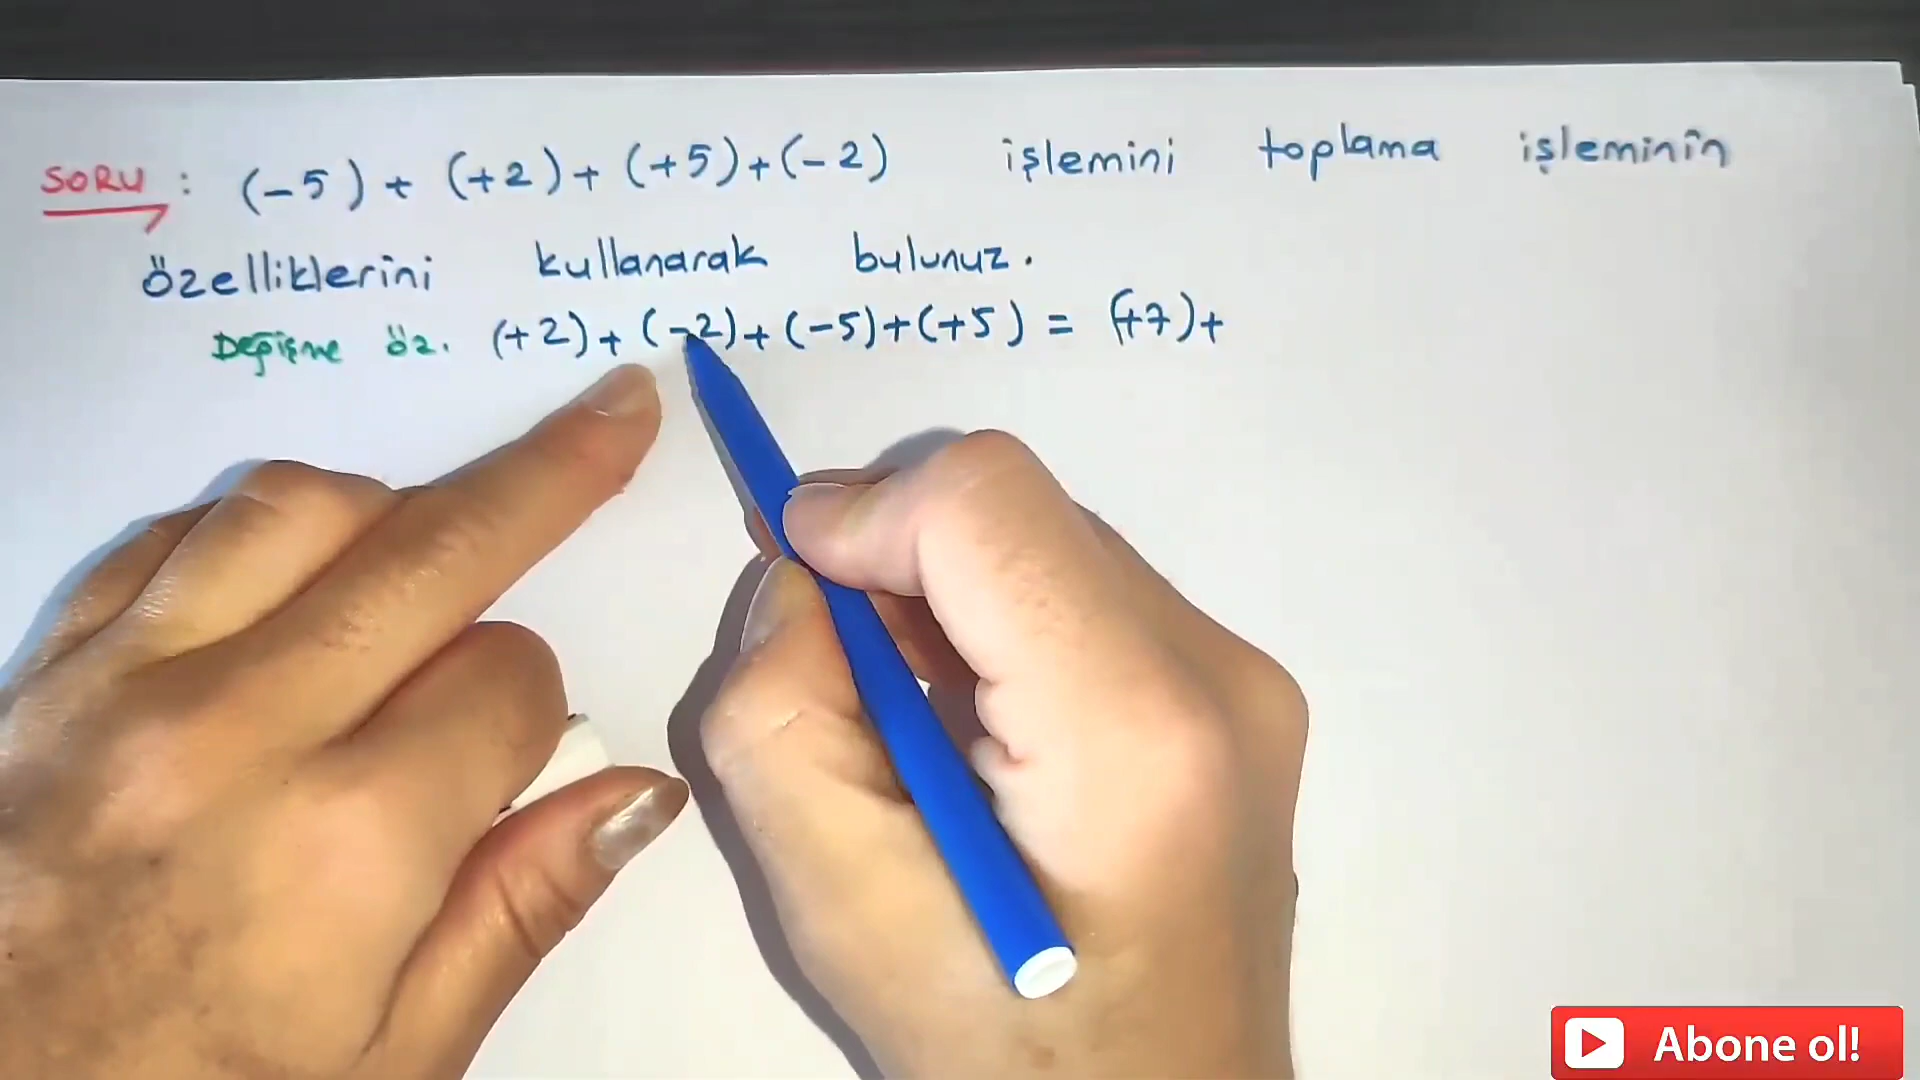 SORU : (-5) + (+2) + (+5) + (-2) işlemini toplama işleminin
özelliklerini kullanarak bulunuz.
Değişme öz. (+2) + (-2) + (-5) + (+5) = (+7) +
Abone ol!